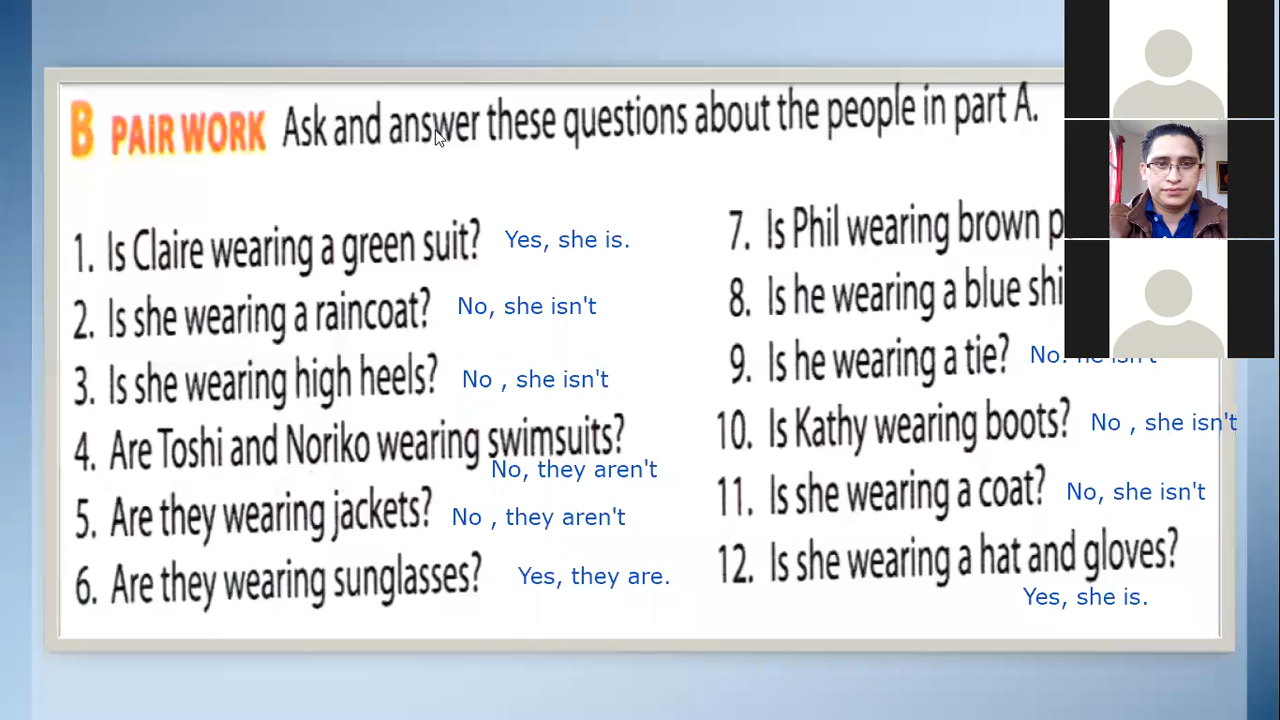 B PAIR WORK Ask and answer these questions about the people in part A.
1. Is Claire wearing a green suit? Yes, she is.
2. Is she wearing a raincoat? No, she isn't
3. Is she wearing high heels? No , she isn't
4. Are Toshi and Noriko wearing swimsuits?
No, they aren't
5. Are they wearing jackets? No , they aren't
6. Are they wearing sunglasses? Yes, they are.
7. Is Phil wearing brown
8. Is he wearing a blue
9. Is he wearing a tie? No. he isn't
10. Is Kathy wearing boots? No , she isn't
11. Is she wearing a coat? No, she isn't
12. Is she wearing a hat and gloves?
Yes, she is.